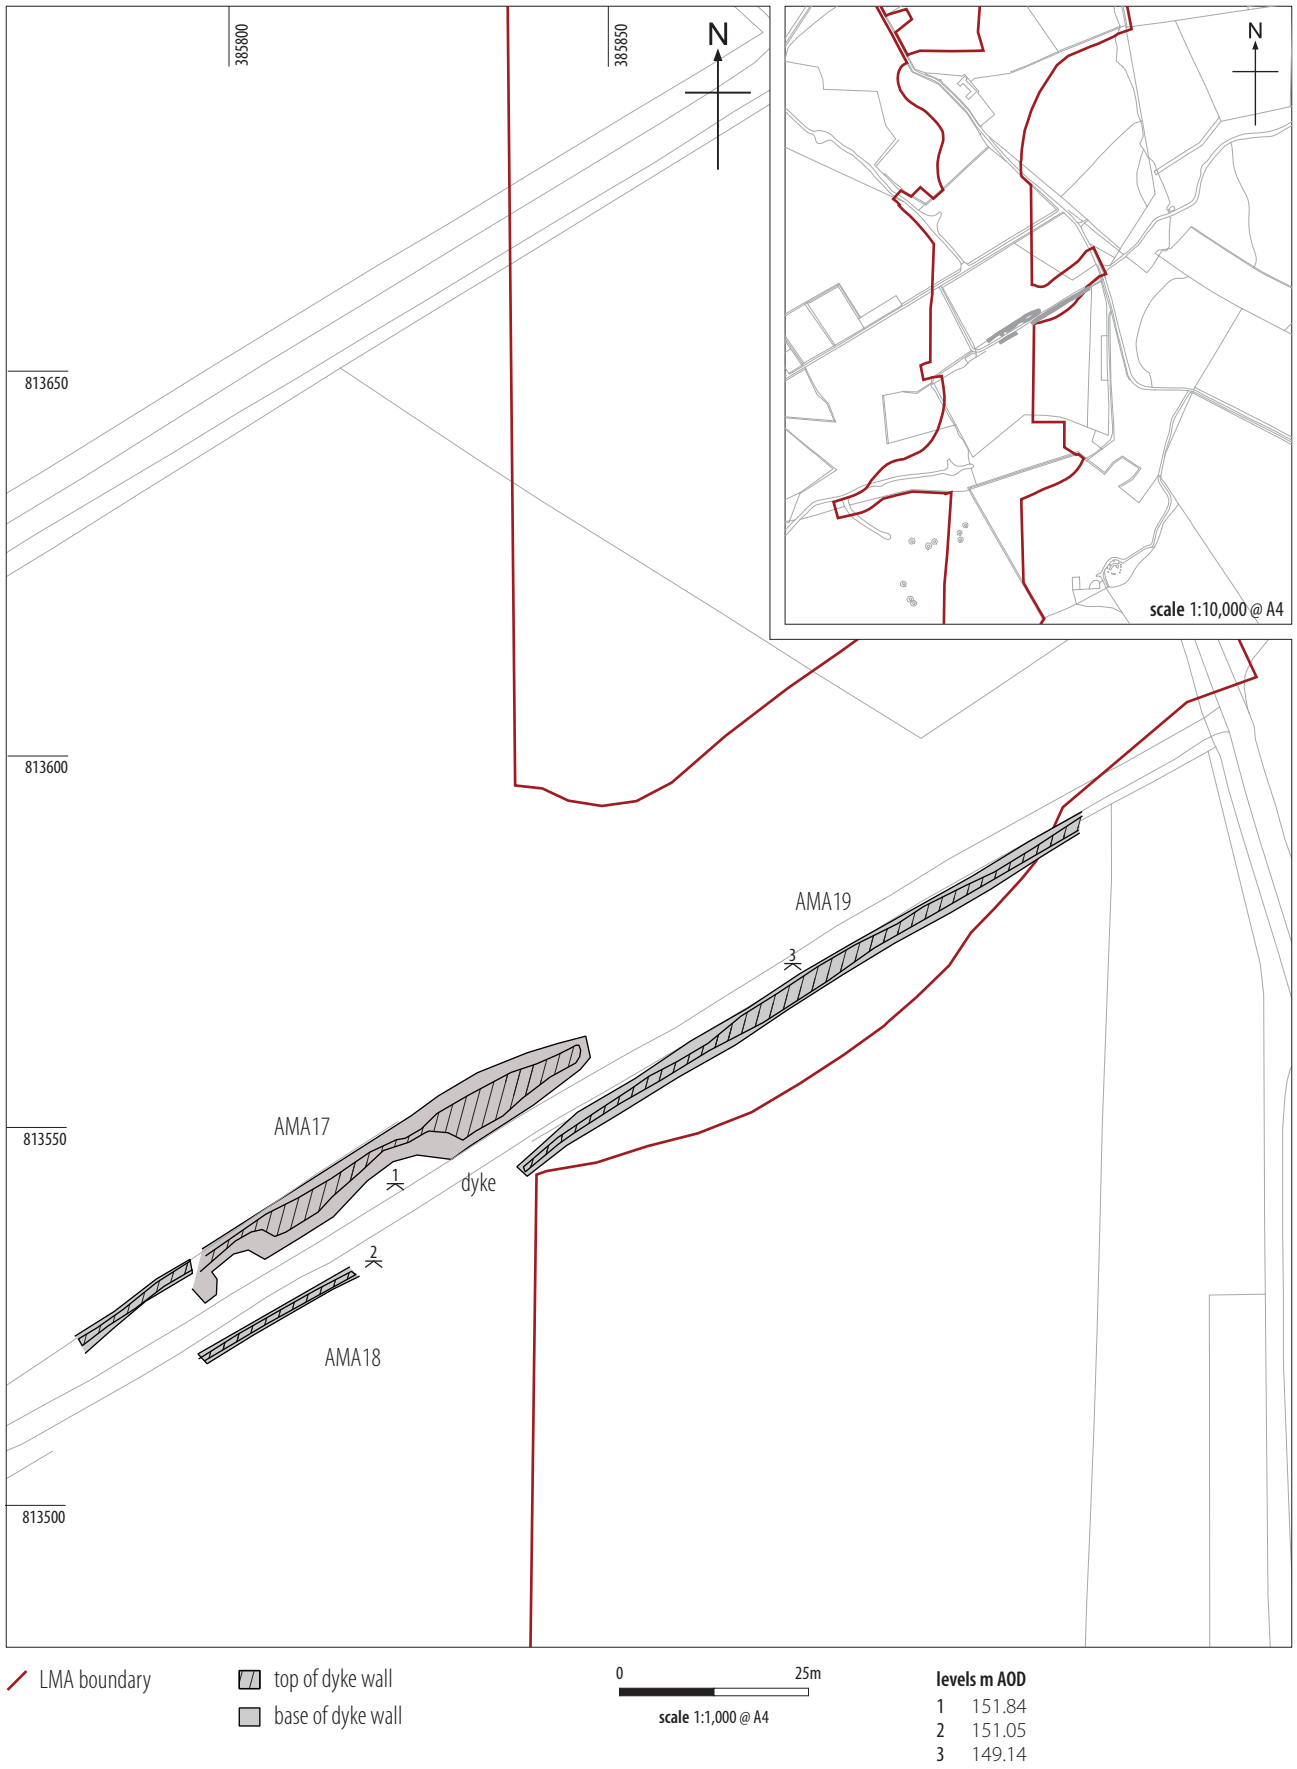 385800
385850
N
N
scale 1:10,000 @ A4
813650
813600
AMA19
3
AMA17
813550
1
dyke
2
AMA18
813500
LMA boundary
top of dyke wall
base of dyke wall
0 25m
scale 1:1,000 @ A4
levels m AOD
1 151.84
2 151.05
3 149.14